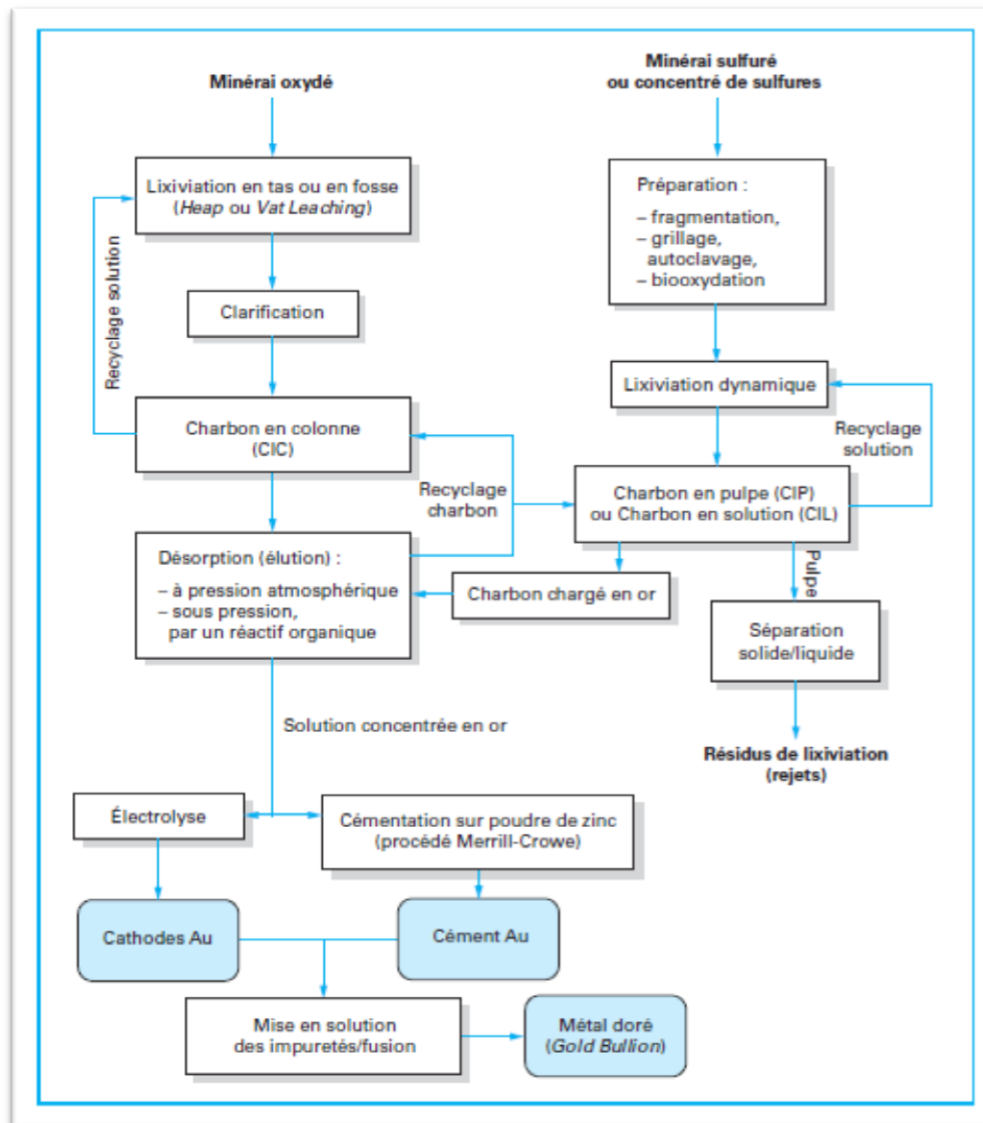 Minérai oxydé
Minérai sulfuré
ou concentré de sulfures
Lixiviation en tas ou en fosse
(Heap ou Vat Leaching)
Préparation :
– fragmentation,
– grillage,
autoclavage,
– biooxydation
Recyclage solution
Clarification
Lixiviation dynamique
Charbon en colonne
(CIC)
Recyclage
solution
Recyclage
charbon
Charbon en pulpe (CIP)
ou Charbon en solution (CIL)
Désorption (élution) :
– à pression atmosphérique
– sous pression,
par un réactif organique
Charbon chargé en or
Pulpe
Séparation
solide/liquide
Solution concentrée en or
Résidus de lixiviation
(rejets)
Électrolyse
Cémentation sur poudre de zinc
(procédé Merrill-Crowe)
Cathodes Au
Cément Au
Mise en solution
des impuretés/fusion
Métal doré
(Gold Bullion)